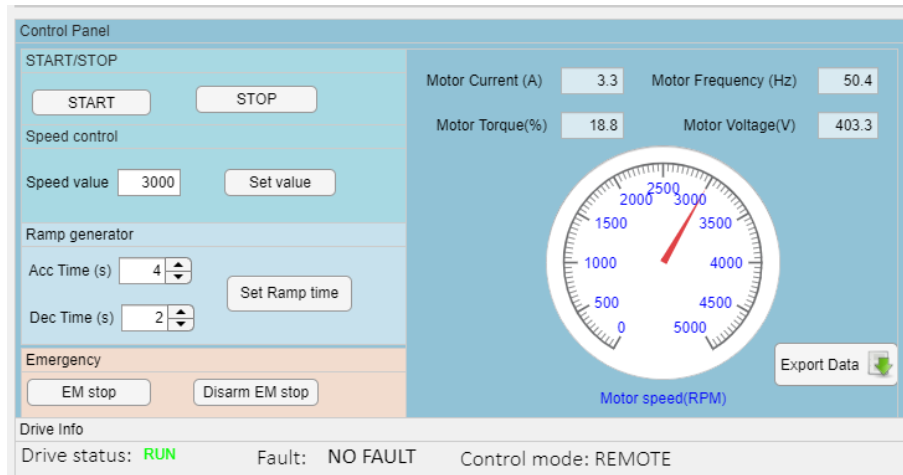 Control Panel
START/STOP
START
STOP
Speed control
Speed value 3000 Set value
Ramp generator
Acc Time (s) 4
Set Ramp time
Dec Time (s) 2
Emergency
EM stop Disarm EM stop
Motor Current (A) 3.3 Motor Frequency (Hz) 50.4
Motor Torque(%) 18.8 Motor Voltage(V) 403.3
0
500
1000
1500
2000
2500
3000
3500
4000
4500
5000
Motor speed(RPM)
Export Data
Drive Info
Drive status: RUN Fault: NO FAULT Control mode: REMOTE